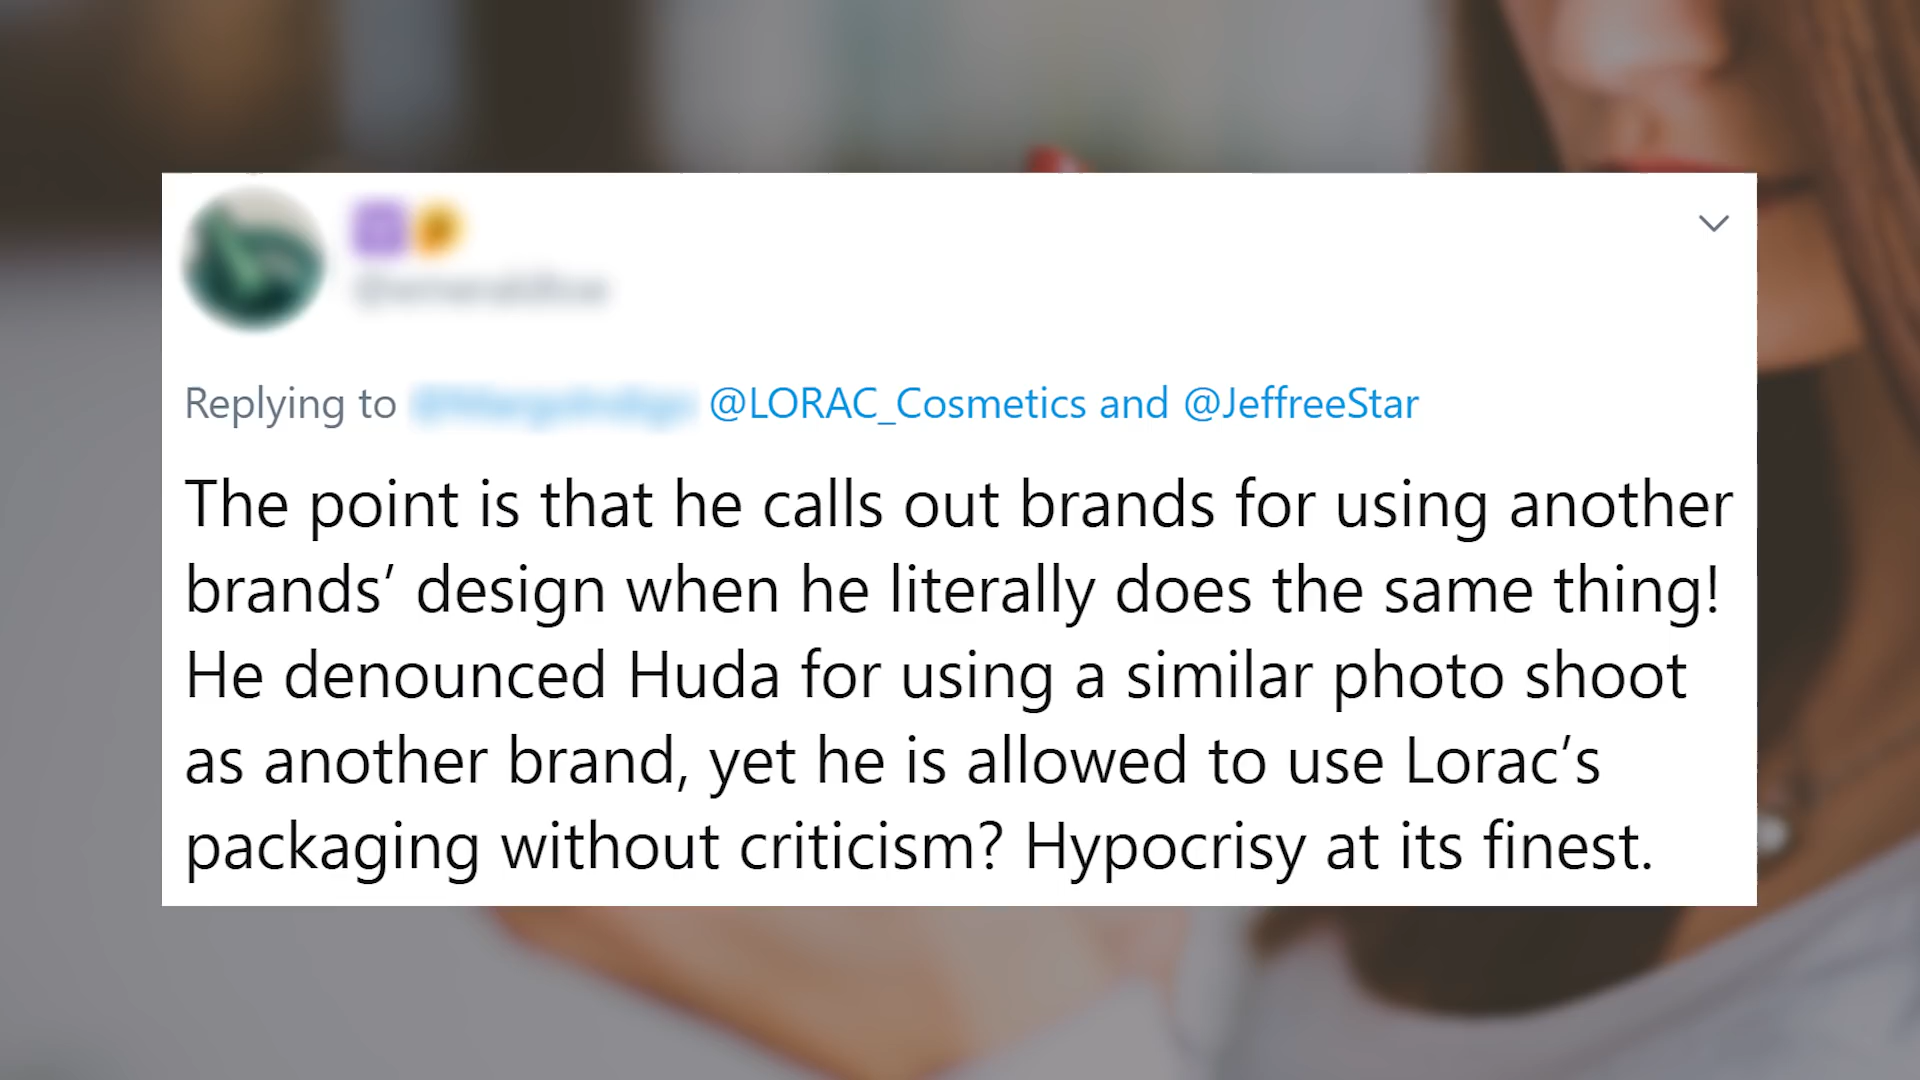 Replying to @LORAC_Cosmetics and @JeffreeStar
The point is that he calls out brands for using another
brands’ design when he literally does the same thing!
He denounced Huda for using a similar photo shoot
as another brand, yet he is allowed to use Lorac’s
packaging without criticism? Hypocrisy at its finest.